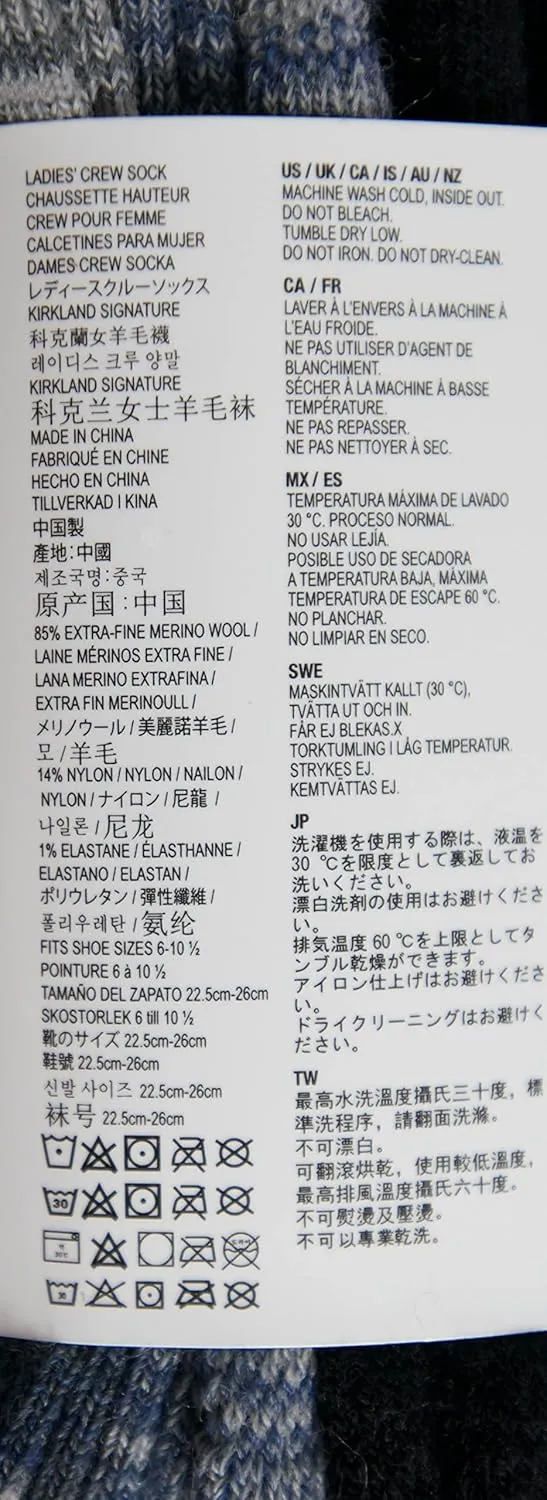 LADIES' CREW SOCK
CHAUSSETTE HAUTEUR
CREW POUR FEMME
CALCETINES PARA MUJER
DAMES CREW SOCKA
レディースクルーソックス
KIRKLAND SIGNATURE
科克蘭女羊毛襪
레이디스 크루 양말
KIRKLAND SIGNATURE
科克兰女士羊毛袜
MADE IN CHINA
FABRIQUÉ EN CHINE
HECHO EN CHINA
TILLVERKAD I KINA
中国製
產地:中國
제조국명:중국
原产国:中国
85% EXTRA-FINE MERINO WOOL /
LAINE MÉRINOS EXTRA FINE /
LANA MERINO EXTRAFINA /
EXTRA FIN MERINOULL /
メリノウール / 美麗諾羊毛 /
모 / 羊毛
14% NYLON / NYLON / NAILON /
NYLON / ナイロン / 尼龍 /
나일론 / 尼龙
1% ELASTANE / ÉLASTHANNE /
ELASTANO / ELASTAN /
ポリウレタン / 彈性纖維 /
폴리우레탄 / 氨纶
FITS SHOE SIZES 6-10 ½
POINTURE 6 à 10 ½
TAMAÑO DEL ZAPATO 22.5cm-26cm
SKOSTORLEK 6 till 10 ½
靴のサイズ 22.5cm-26cm
鞋號 22.5cm-26cm
신발 사이즈 22.5cm-26cm
袜号 22.5cm-26cm
30
약
30℃
30
US / UK / CA / IS / AU / NZ
MACHINE WASH COLD, INSIDE OUT.
DO NOT BLEACH.
TUMBLE DRY LOW.
DO NOT IRON. DO NOT DRY-CLEAN.
CA / FR
LAVER À L'ENVERS À LA MACHINE À
L'EAU FROIDE.
NE PAS UTILISER D'AGENT DE
BLANCHIMENT.
SÉCHER À LA MACHINE À BASSE
TEMPÉRATURE.
NE PAS REPASSER.
NE PAS NETTOYER À SEC.
MX / ES
TEMPERATURA MÁXIMA DE LAVADO
30 °C. PROCESO NORMAL.
NO USAR LEJÍA.
POSIBLE USO DE SECADORA
A TEMPERATURA BAJA, MÁXIMA
TEMPERATURA DE ESCAPE 60 °C.
NO PLANCHAR.
NO LIMPIAR EN SECO.
SWE
MASKINTVÄTT KALLT (30 °C),
TVÄTTA UT OCH IN.
FÅR EJ BLEKAS.X
TORKTUMLING I LÅG TEMPERATUR.
STRYKES EJ.
KEMTVÄTTAS EJ.
JP
洗濯機を使用する際は、液温を
30 ℃を限度として裏返してお
洗いください。
漂白洗剤の使用はお避けくださ
い。
排気温度 60 ℃を上限としてタ
ンブル乾燥ができます。
アイロン仕上げはお避けくださ
い。
ドライクリーニングはお避けく
ださい。
TW
最高水洗溫度攝氏三十度，標
準洗程序，請翻面洗滌。
不可漂白。
可翻滾烘乾，使用較低溫度，
最高排風溫度攝氏六十度。
不可熨燙及壓燙。
不可以專業乾洗。